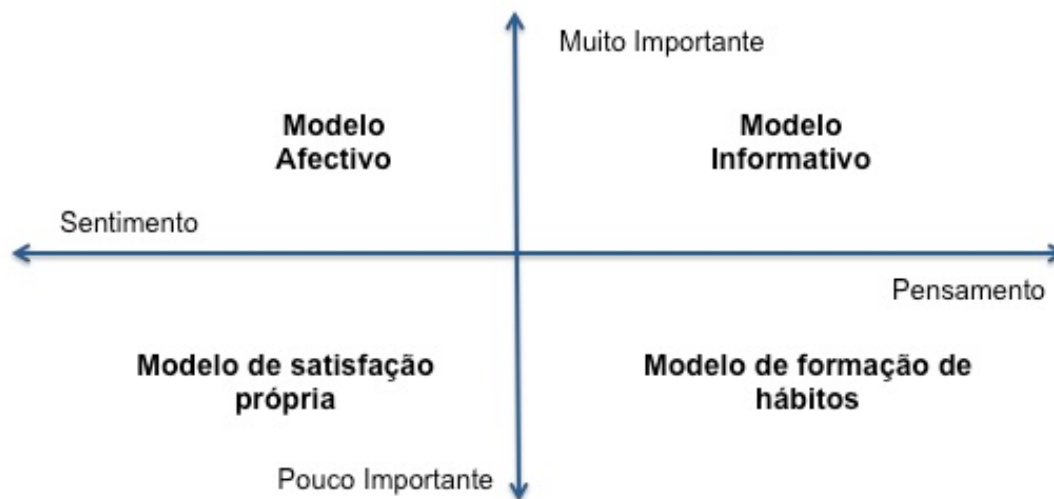 Muito Importante
Modelo
Afectivo
Modelo
Informativo
Sentimento
Pensamento
Modelo de satisfação
própria
Modelo de formação de
hábitos
Pouco Importante